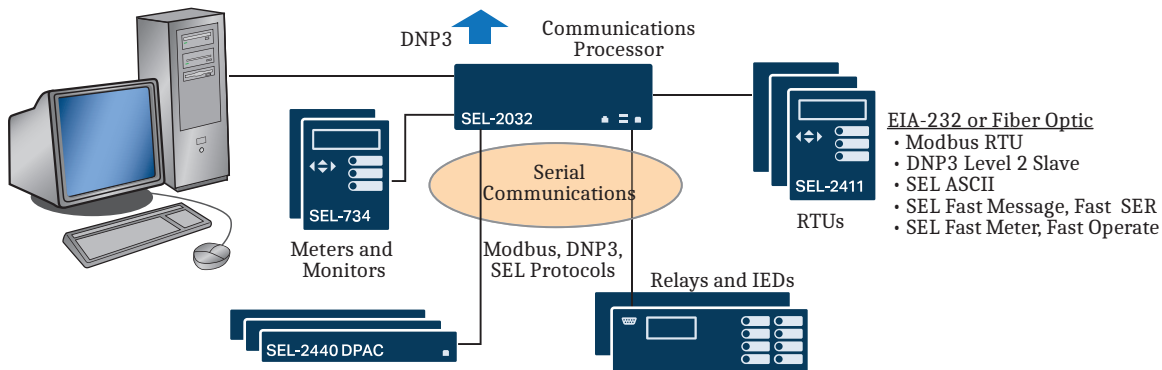 DNP3
Communications
Processor
SEL-2032
EIA-232 or Fiber Optic
• Modbus RTU
• DNP3 Level 2 Slave
• SEL ASCII
• SEL Fast Message, Fast SER
• SEL Fast Meter, Fast Operate
SEL-2411
RTUs
Serial
Communications
SEL-734
Meters and
Monitors
Modbus, DNP3,
SEL Protocols
Relays and IEDs
SEL-2440 DPAC